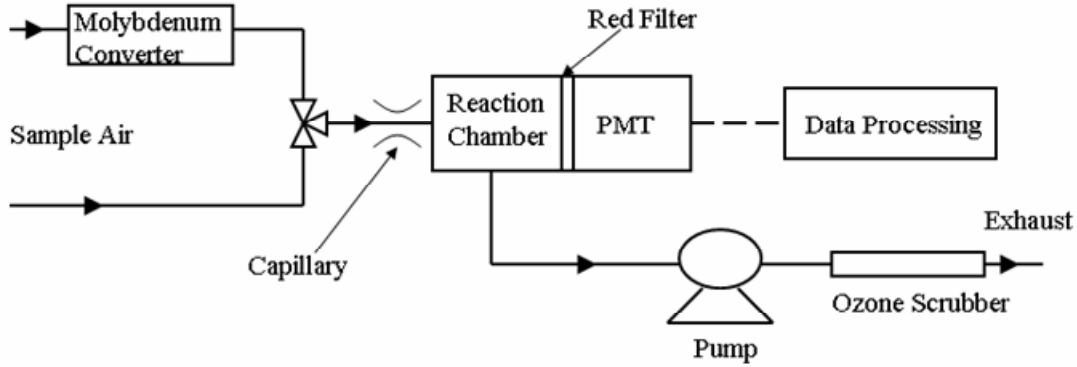 Red Filter
Molybdenum
Converter
Sample Air
Reaction
Chamber
PMT
Data Processing
Capillary
Exhaust
Ozone Scrubber
Pump